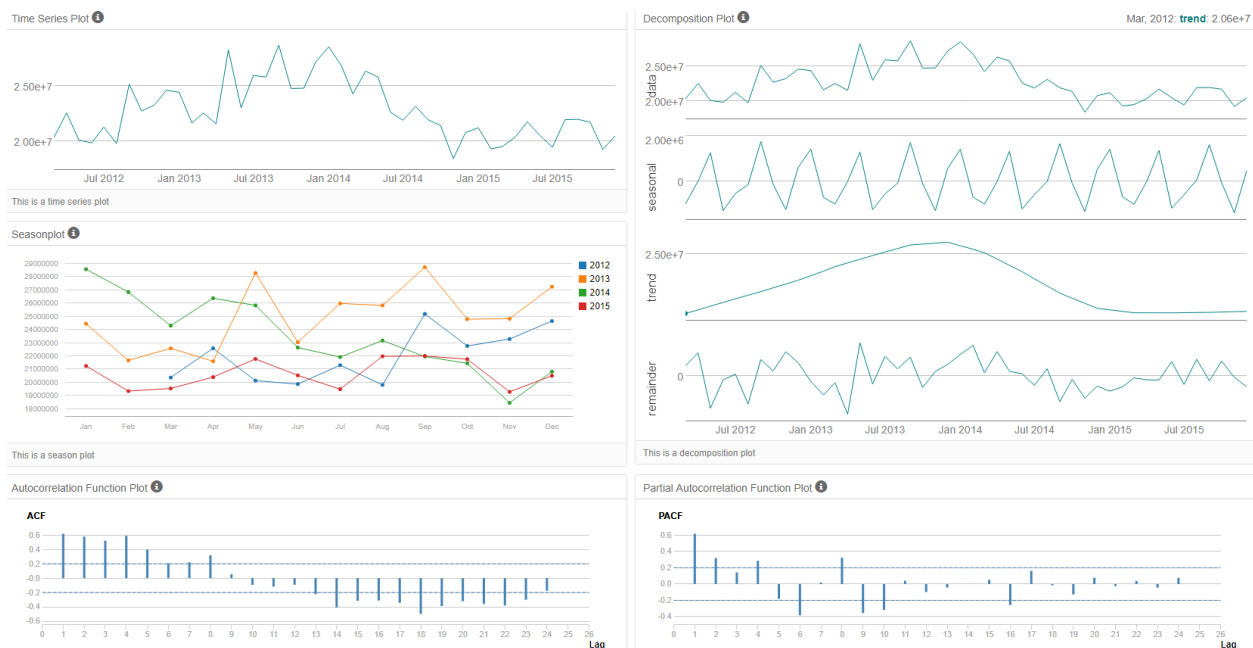 Time Series Plot
2.50e+7
2.00e+7
Jul 2012 Jan 2013 Jul 2013 Jan 2014 Jul 2014 Jan 2015 Jul 2015
This is a time series plot
Seasonplot
29000000
28000000
27000000
26000000
25000000
24000000
23000000
22000000
21000000
20000000
19000000
18000000
Jan Feb Mar Apr May Jun Jul Aug Sep Oct Nov Dec
2012
2013
2014
2015
This is a season plot
Decomposition Plot
Mar, 2012: trend: 2.06e+7
2.50e+7
2.00e+7
data
2.00e+6
0
seasonal
2.50e+7
trend
0
remainder
Jul 2012 Jan 2013 Jul 2013 Jan 2014 Jul 2014 Jan 2015 Jul 2015
This is a decomposition plot
Autocorrelation Function Plot
ACF
0.6
0.4
0.2
-0.0
-0.2
-0.4
-0.6
0 1 2 3 4 5 6 7 8 9 10 11 12 13 14 15 16 17 18 19 20 21 22 23 24 25 26
Lag
Partial Autocorrelation Function Plot
PACF
0.6
0.4
0.2
0.0
-0.2
-0.4
0 1 2 3 4 5 6 7 8 9 10 11 12 13 14 15 16 17 18 19 20 21 22 23 24 25 26
Lag